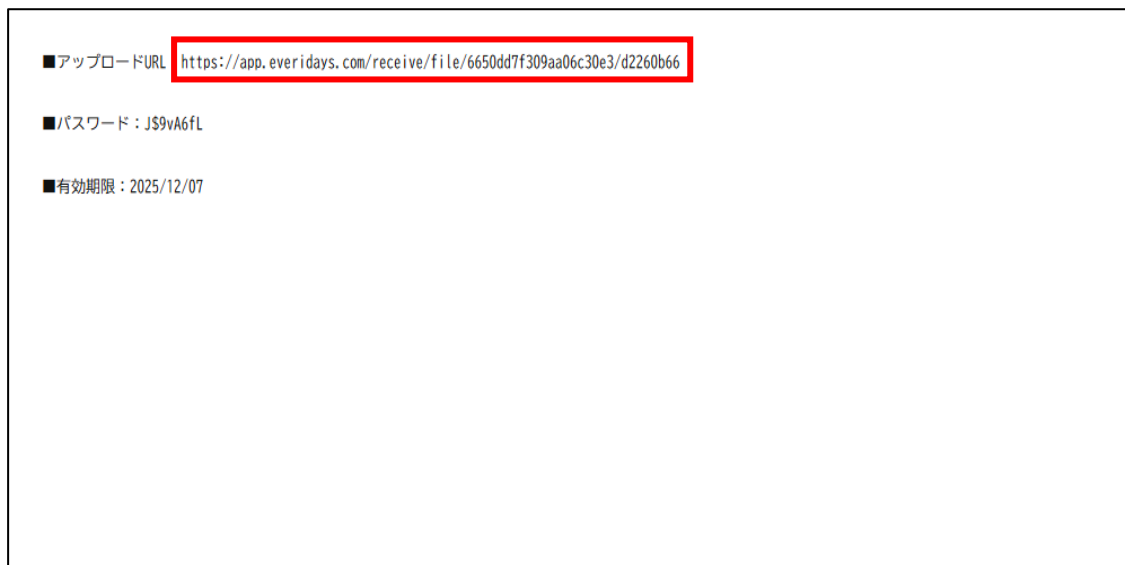 ■アップロードURL https://app.everidays.com/receive/file/6650dd7f309aa06c30e3/d2260b66
■パスワード：J$9vA6fL
■有効期限：2025/12/07